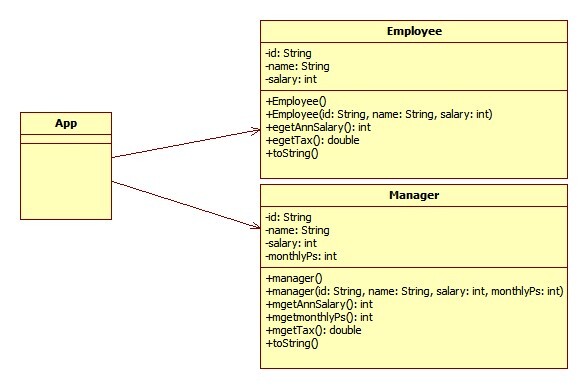 App
Employee
-id: String
-name: String
-salary: int
+Employee()
+Employee(id: String, name: String, salary: int)
+egetAnnSalary(): int
+egetTax(): double
+toString()
Manager
-id: String
-name: String
-salary: int
-monthlyPs: int
+manager()
+manager(id: String, name: String, salary: int, monthlyPs: int)
+mgetAnnSalary(): int
+mgetmonthlyPs(): int
+mgetTax(): double
+toString()